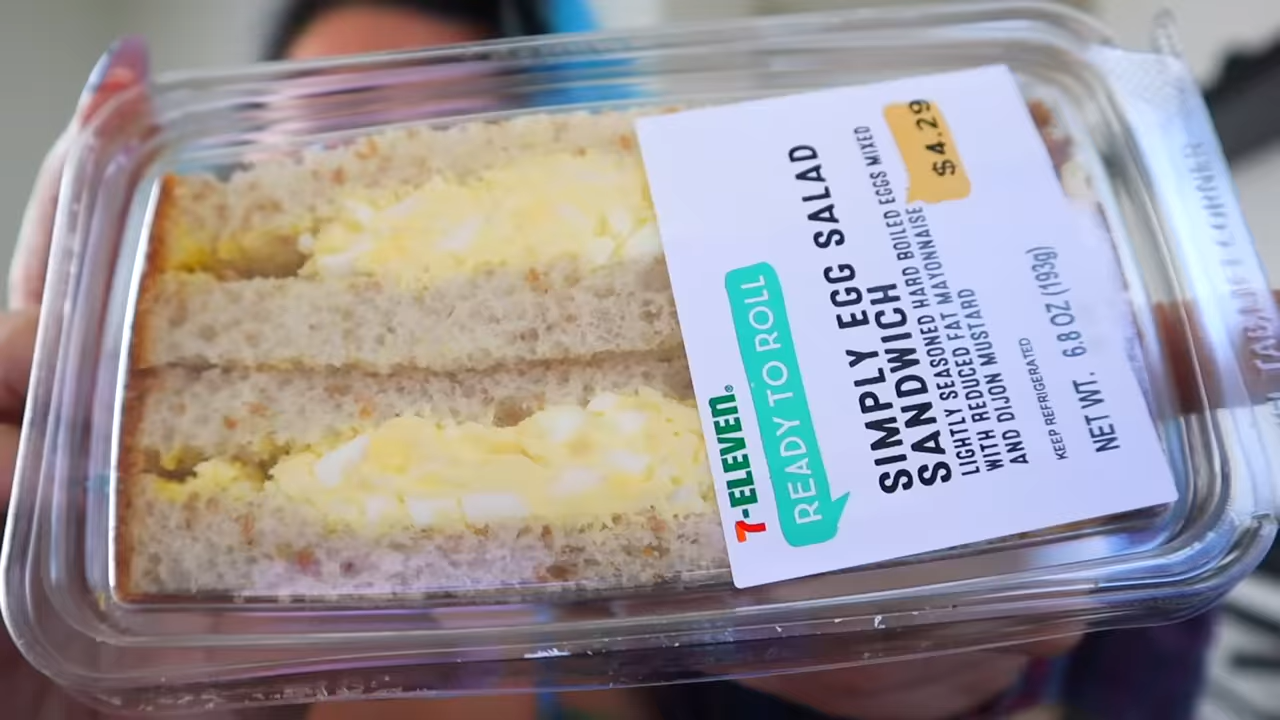 7-ELEVEn®
READY TO ROLL
SIMPLY EGG SALAD
SANDWICH
LIGHTLY SEASONED HARD BOILED EGGS MIXED
WITH REDUCED FAT MAYONNAISE
AND DIJON MUSTARD
$4.29
KEEP REFRIGERATED
NET WT. 6.8 OZ (193g)